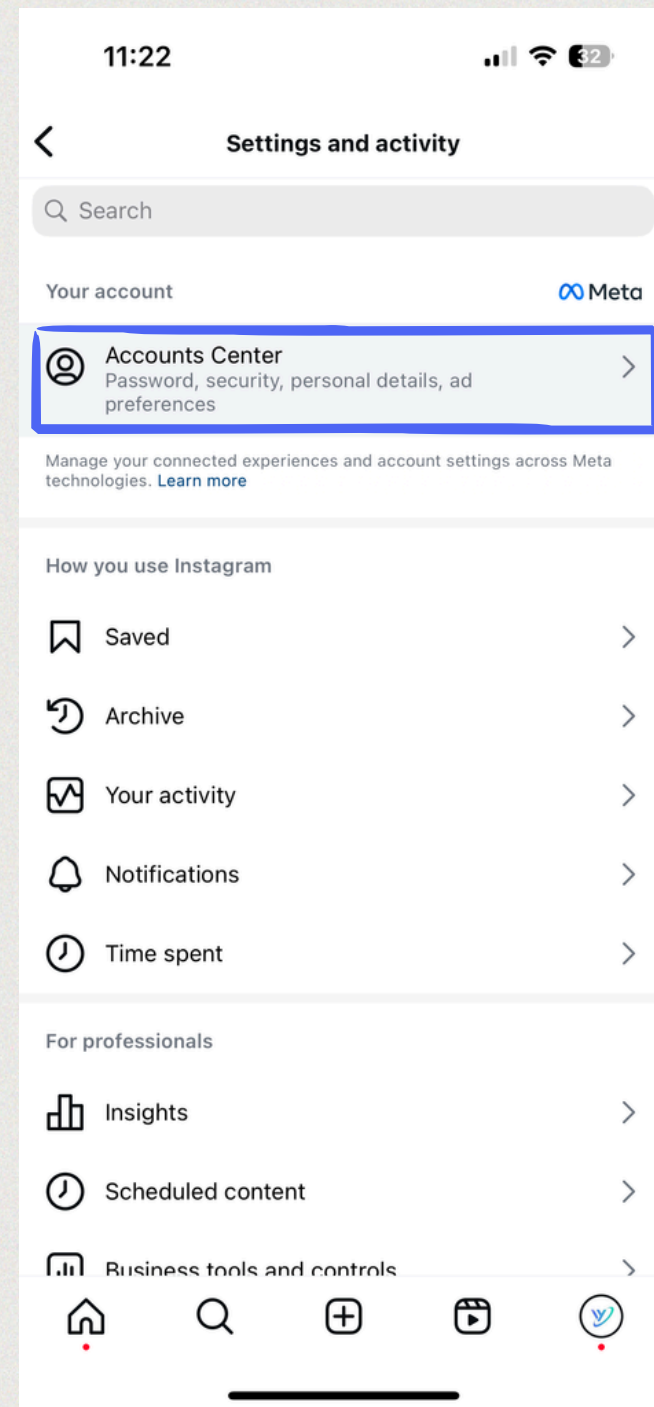 11:22
32
Settings and activity
Search
Your account
Meta
Accounts Center
Password, security, personal details, ad
preferences
Manage your connected experiences and account settings across Meta
technologies. Learn more
How you use Instagram
Saved
Archive
Your activity
Notifications
Time spent
For professionals
Insights
Scheduled content
Business tools and controls